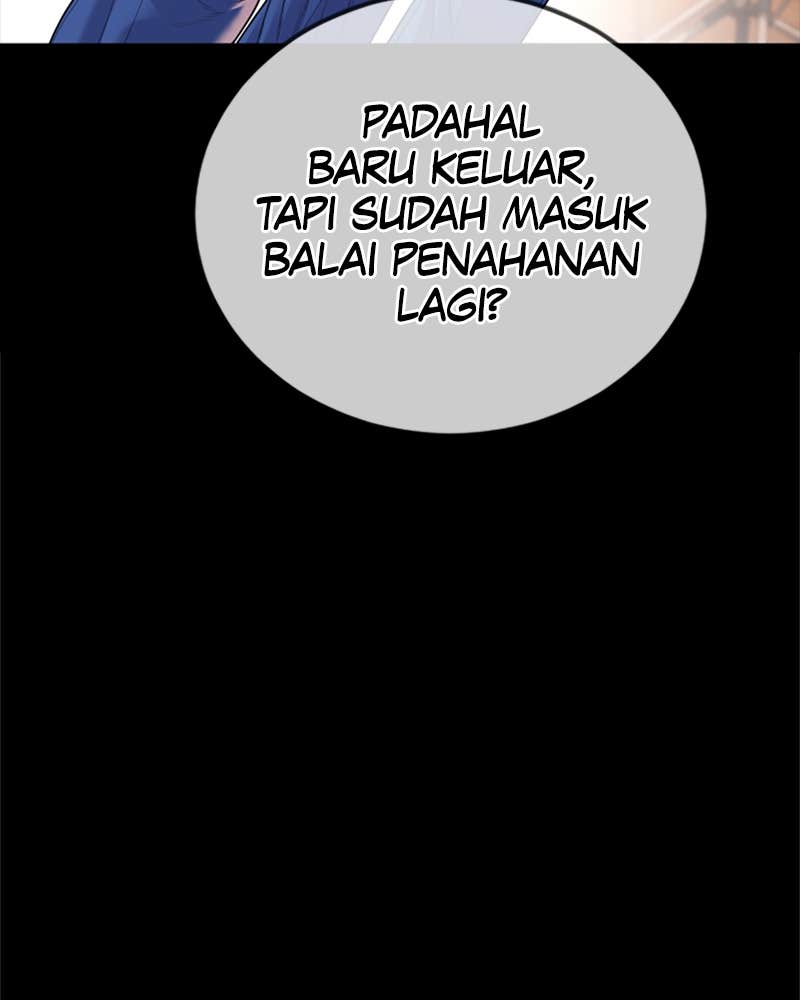 PADAHAL
BARU KELUAR,
TAPI SUDAH MASUK
BALAI PENAHANAN
LAGI?